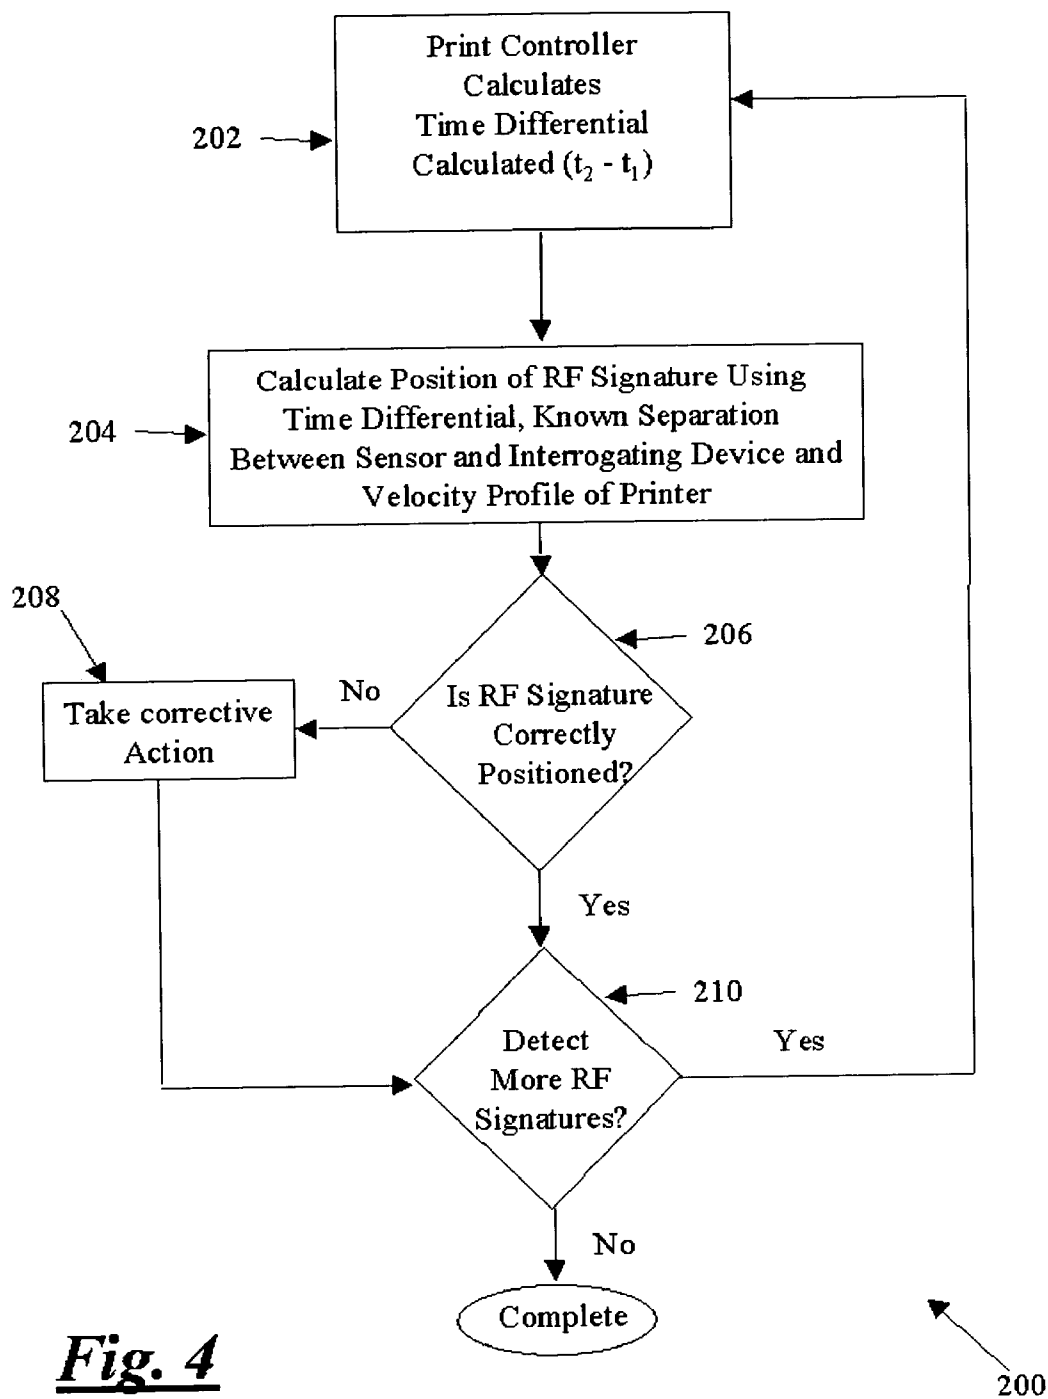 Print Controller
Calculates
Time Differential
Calculated (t₂ - t₁)
202
Calculate Position of RF Signature Using
Time Differential, Known Separation
Between Sensor and Interrogating Device and
Velocity Profile of Printer
204
208
206
No
Is RF Signature
Correctly
Positioned?
Take corrective
Action
Yes
210
Detect
More RF
Signatures?
Yes
No
Complete
Fig. 4
200